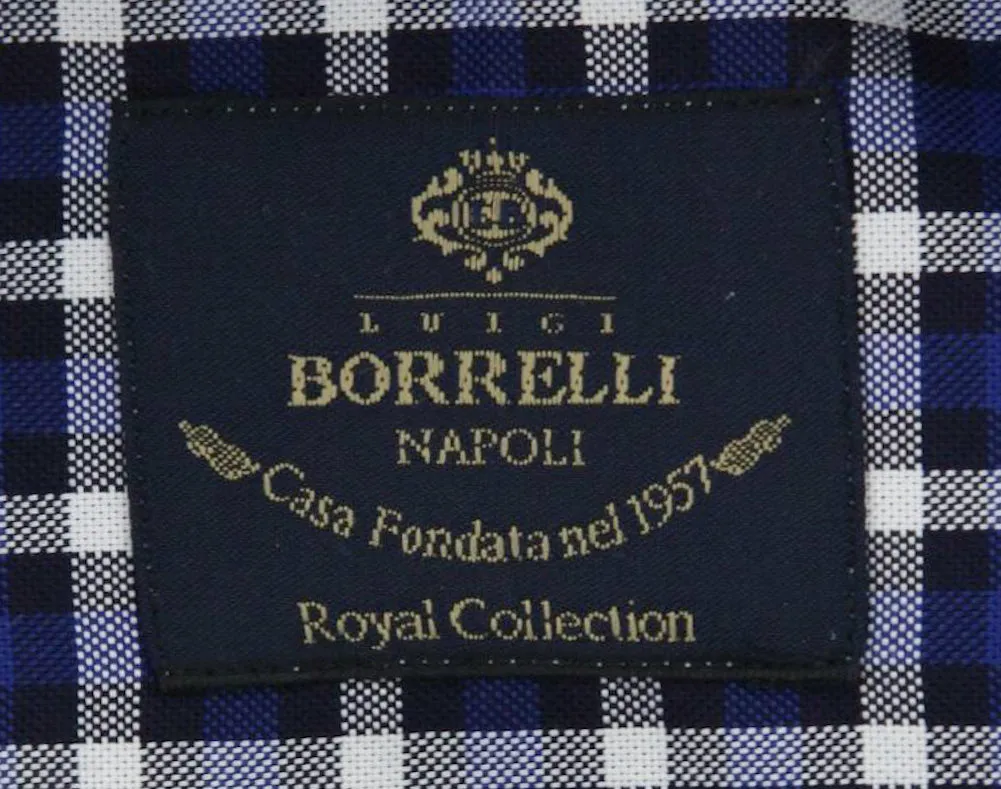 LUIGI
BORRELLI
NAPOLI
Casa Fondata nel 1957
Royal Collection